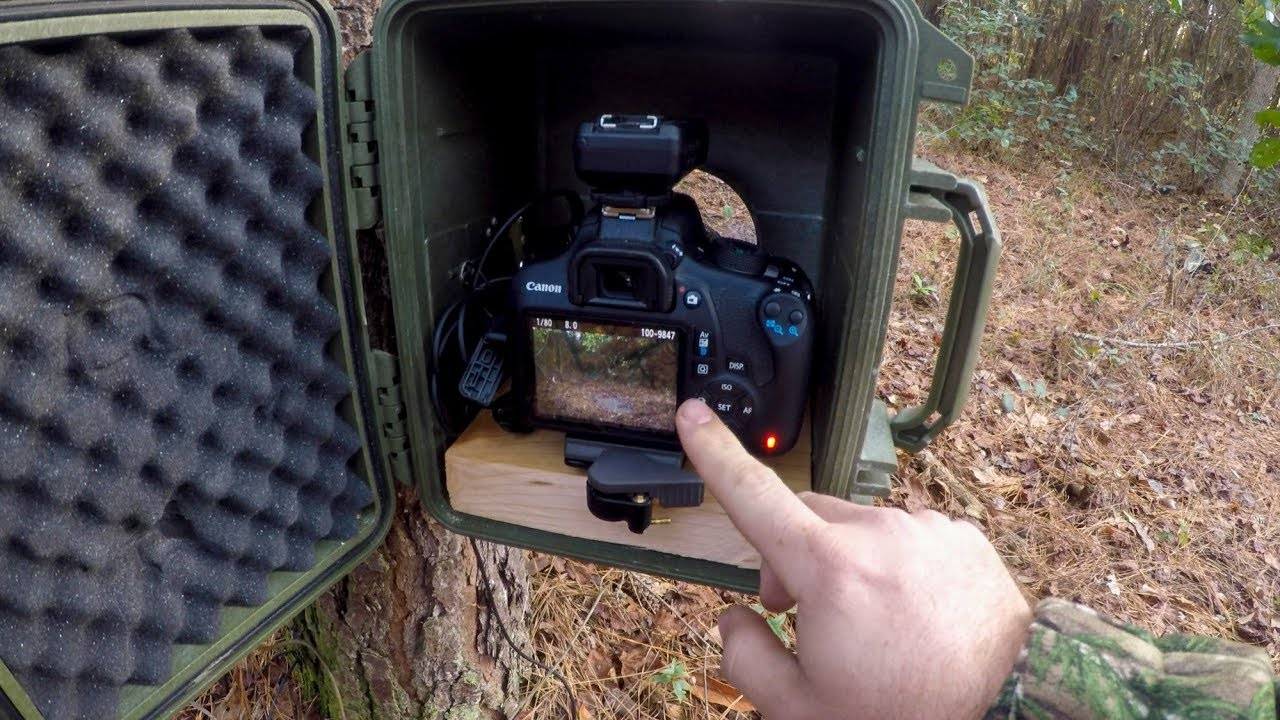 Canon
1/80 8.0 100-9847
Av
DISP.
Q
ISO
SET AF